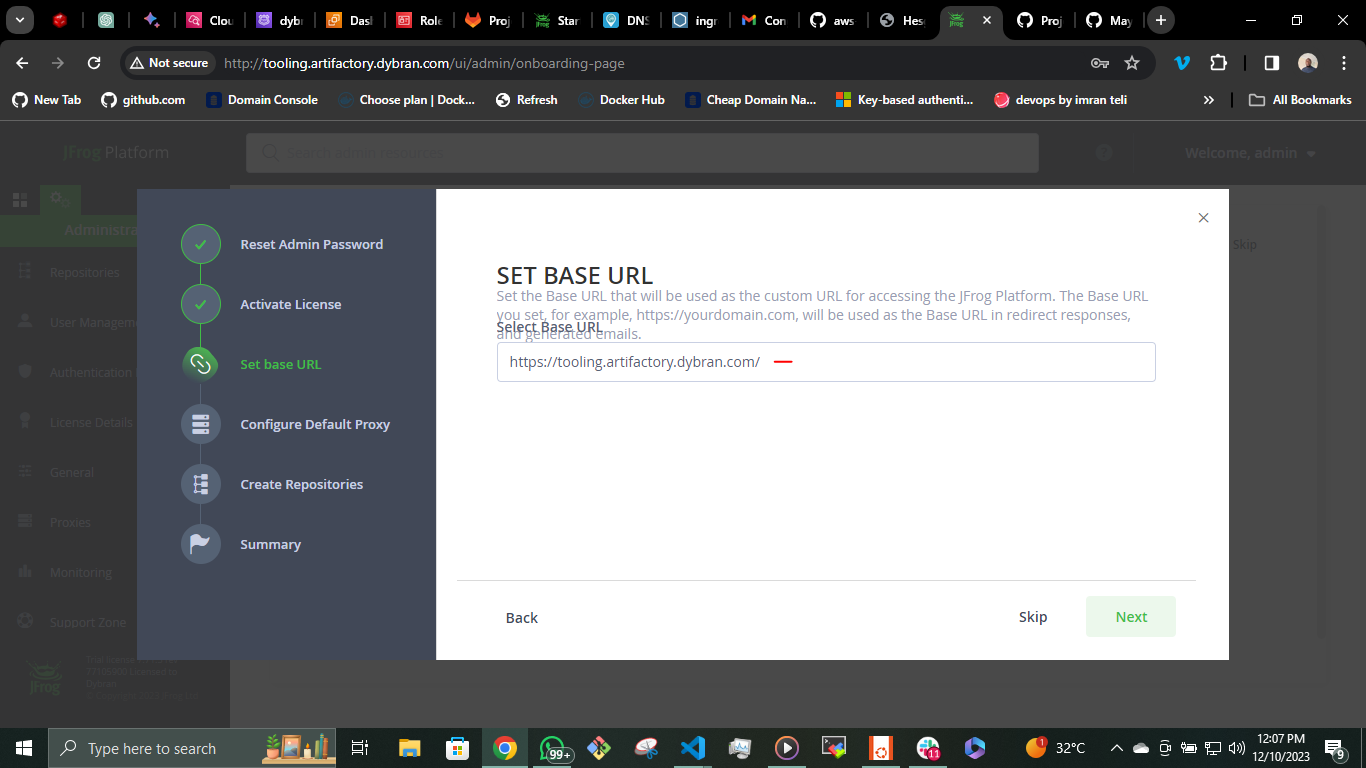 Clou
dybr
Das
Role
Proj
Star
DNS
ingr
Con
aws
Hes
Proj
May
Not secure
http://tooling.artifactory.dybran.com/ui/admin/onboarding-page
New Tab
github.com
Domain Console
Choose plan | Dock...
Refresh
Docker Hub
Cheap Domain Na...
Key-based authenti...
devops by imran teli
»
All Bookmarks
JFrog Platform
Search admin resources
Welcome, admin
Administra
Repositories
User Manageme
Authentication
License Details
General
Proxies
Monitoring
Support Zone
JFrog
Dybran
Skip
Reset Admin Password
Activate License
Set base URL
Configure Default Proxy
Create Repositories
Summary
SET BASE URL
Set the Base URL that will be used as the custom URL for accessing the JFrog Platform. The Base URL
you set, for example, https://yourdomain.com, will be used as the Base URL in redirect responses,
and generated emails.
Select Base URL
https://tooling.artifactory.dybran.com/
Back
Skip
Next
Type here to search
99+
11
1
32°C
12:07 PM
12/10/2023
9